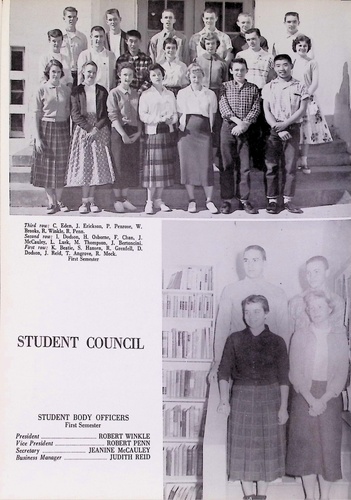 Third row: C. Eden, J. Erickson, P. Pearson, W.
Brooks, R. Winkle, R. Penn.
Second row: I. Dodson, H. Osborne, F. Chan, J.
McCauley, L. Lusk, M. Thompson, J. Bertoncini.
First row: K. Beatie, S. Hansen, R. Grenfell, D.
Dodson, J. Reid, T. Angrove, R. Mock.
First Semester
STUDENT COUNCIL
STUDENT BODY OFFICERS
First Semester
President ROBERT WINKLE
Vice President ROBERT PENN
Secretary JEANINE McCAULEY
Business Manager JUDITH REID